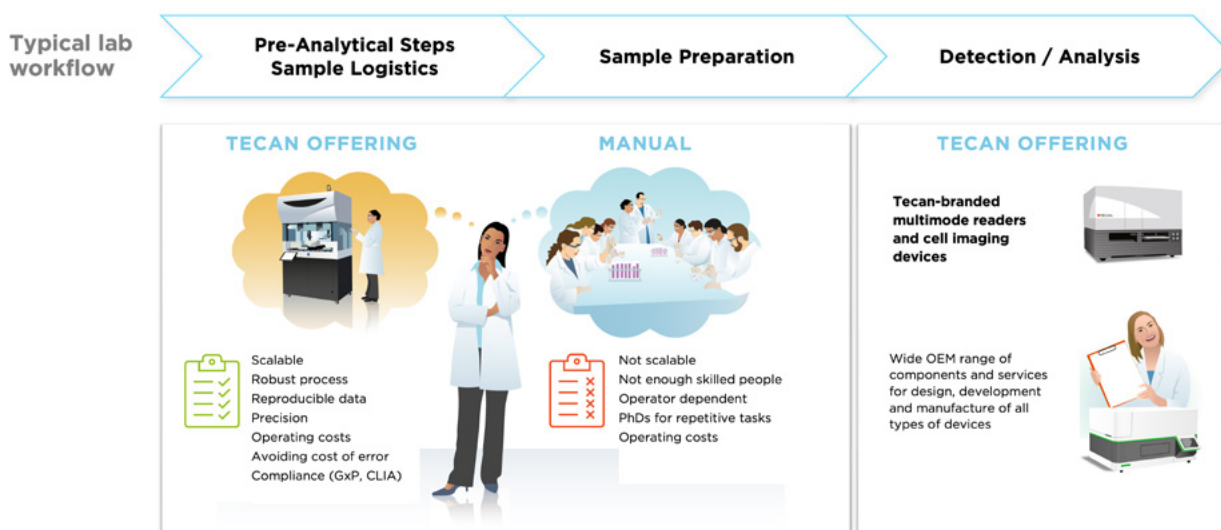 Typical lab
workflow
Pre-Analytical Steps
Sample Logistics
Sample Preparation
Detection / Analysis
TECAN OFFERING
MANUAL
Scalable
Robust process
Reproducible data
Precision
Operating costs
Avoiding cost of error
Compliance (GxP, CLIA)
Not scalable
Not enough skilled people
Operator dependent
PhDs for repetitive tasks
Operating costs
TECAN OFFERING
Tecan-branded
multimode readers
and cell imaging
devices
Wide OEM range of
components and services
for design, development
and manufacture of all
types of devices